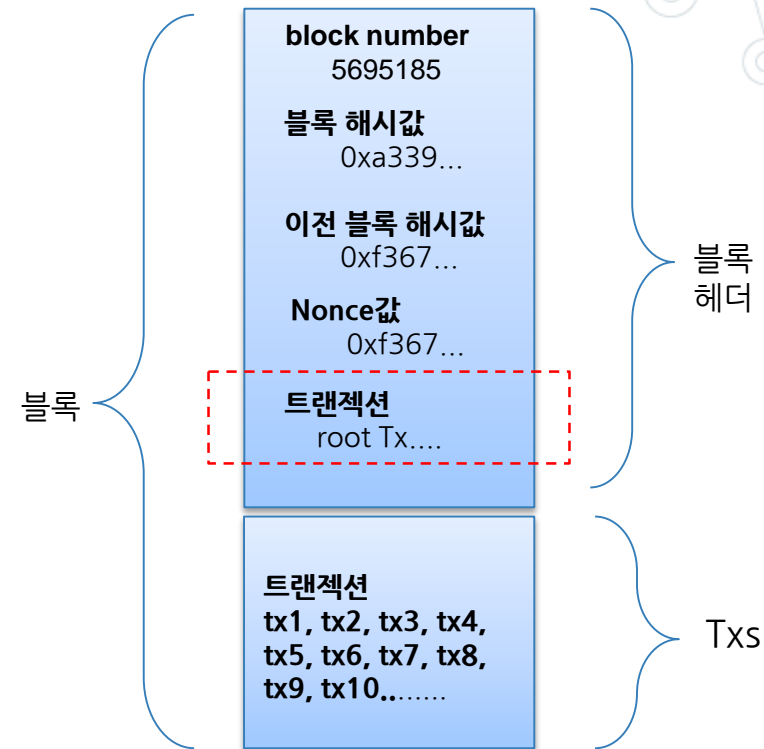 block number
5695185
블록 해시값
0xa339...
이전 블록 해시값
0xf367...
Nonce값
0xf367...
트랜젝션
root Tx....
블록
블록
헤더
트랜젝션
tx1, tx2, tx3, tx4,
tx5, tx6, tx7, tx8,
tx9, tx10........
Txs